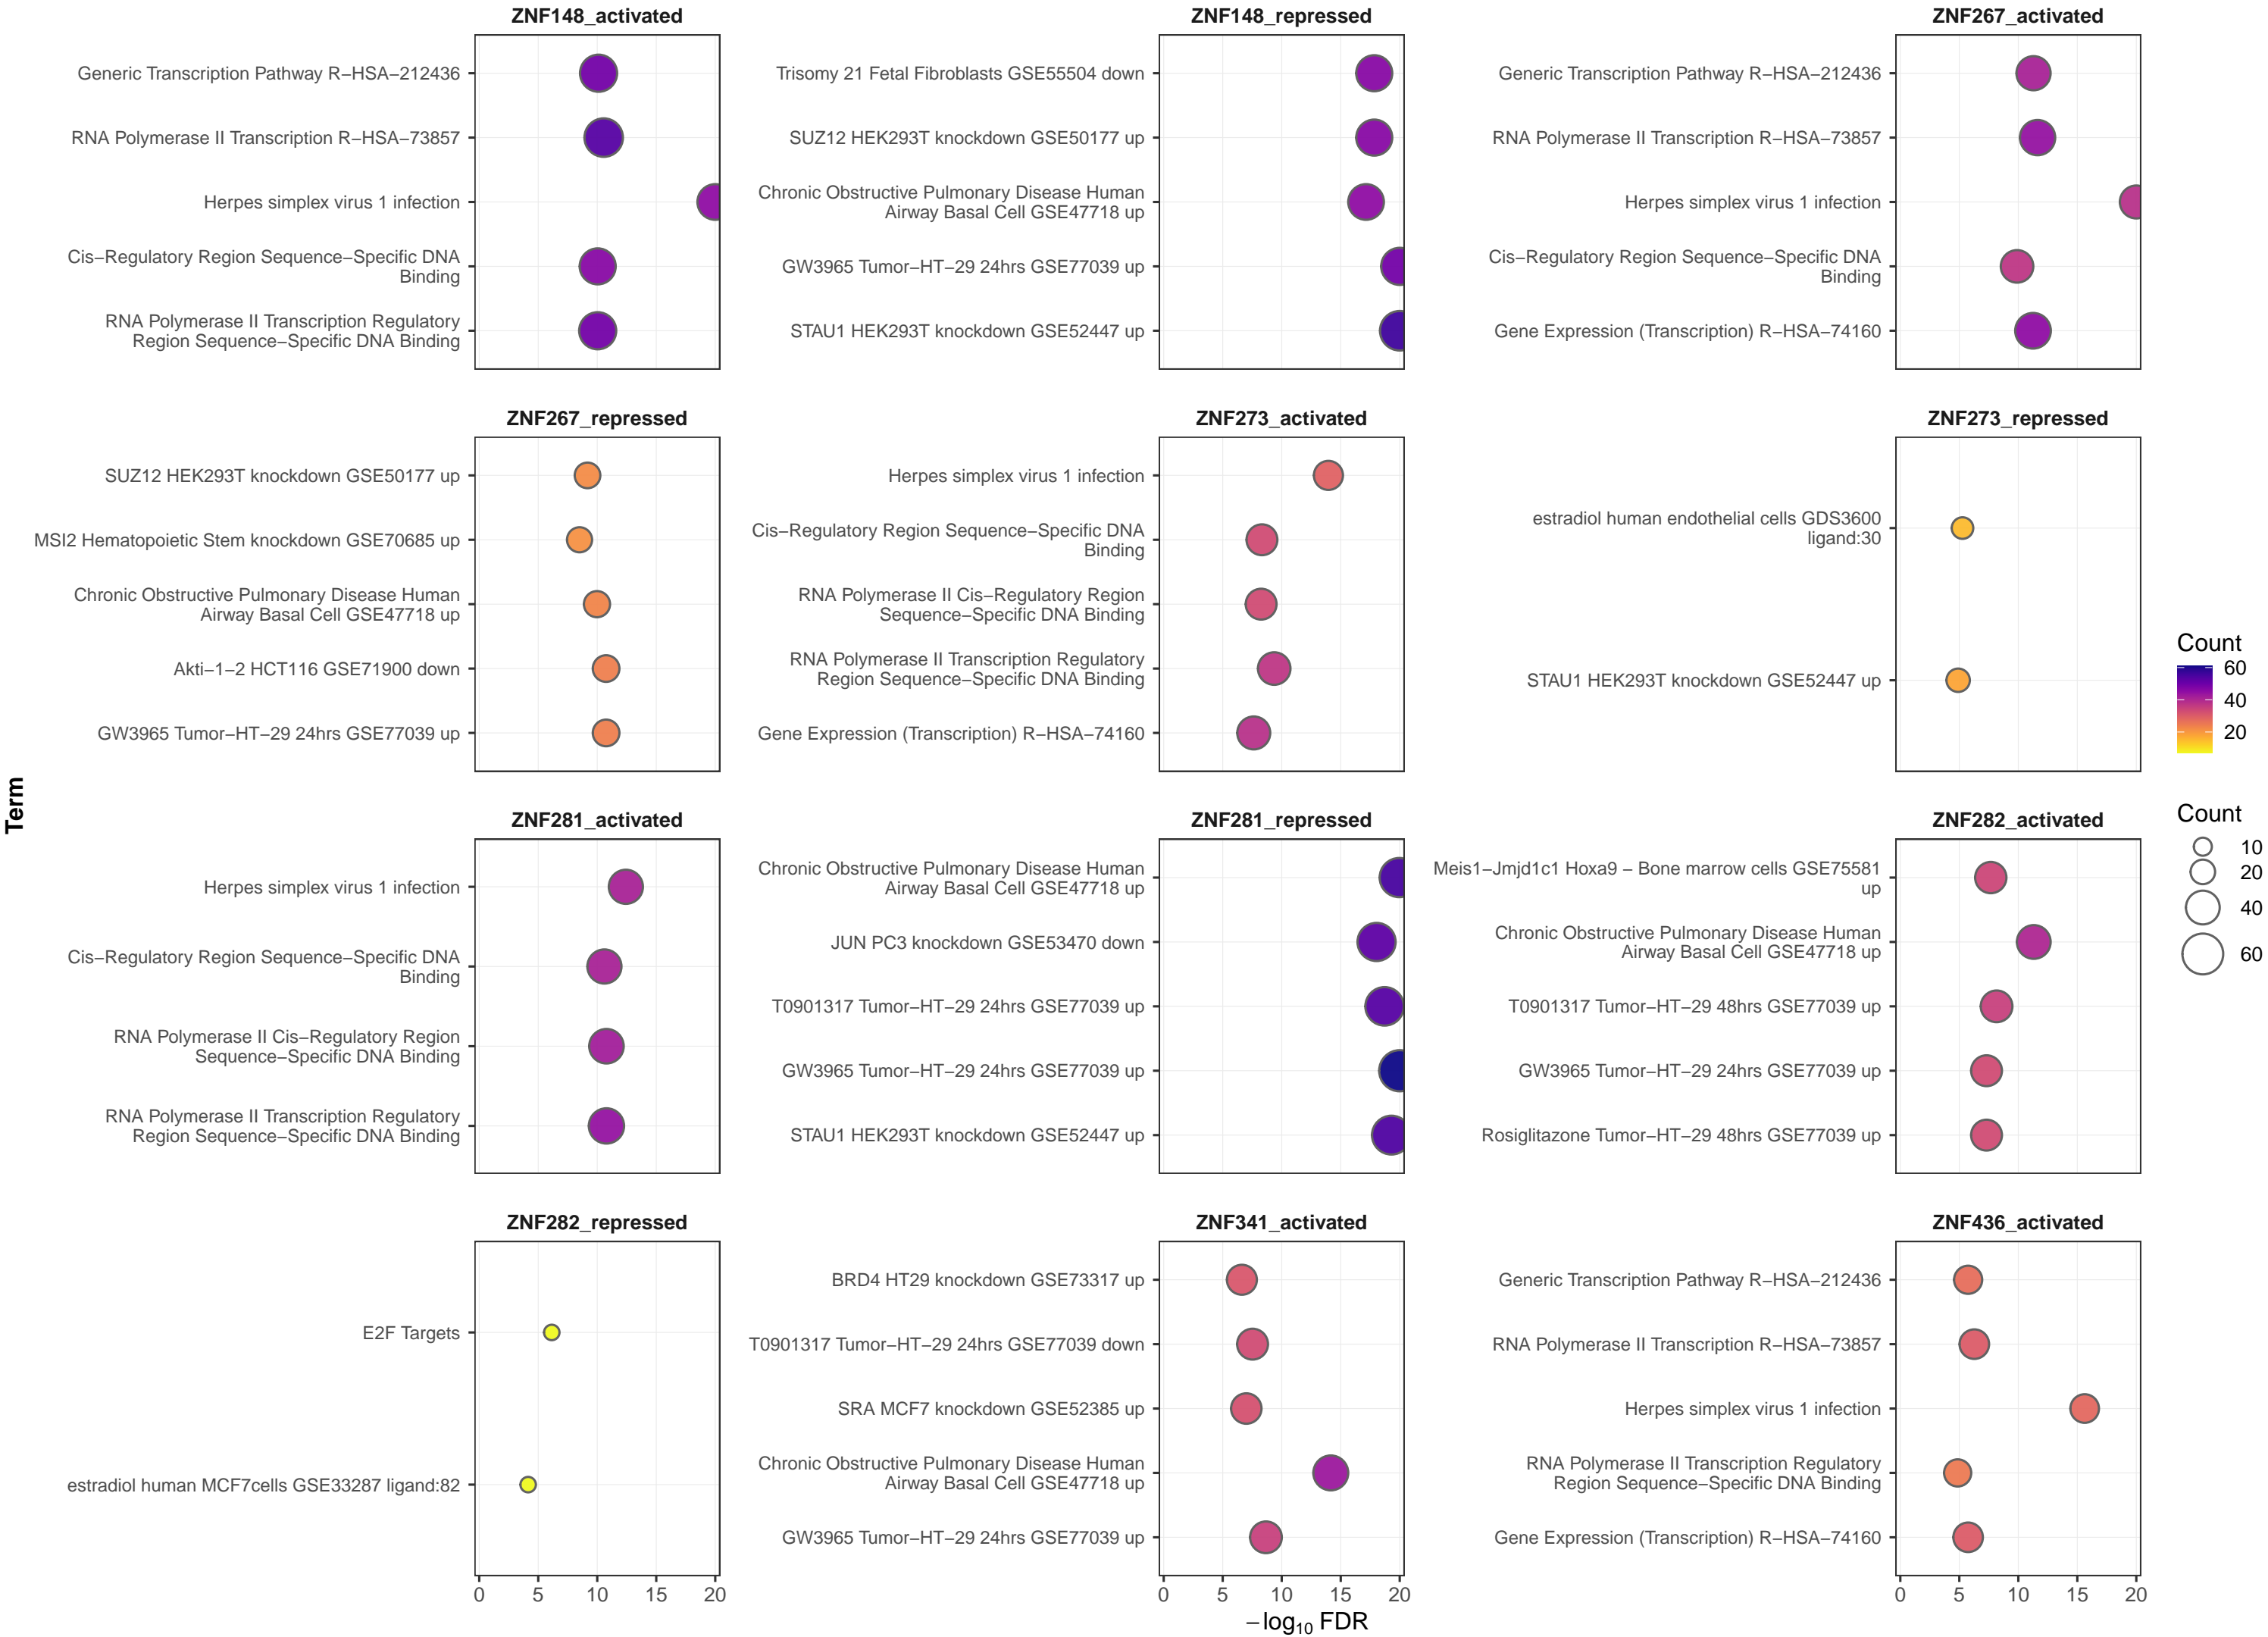 ZNF148_activated
Generic Transcription Pathway R−HSA−212436
RNA Polymerase II Transcription R−HSA−73857
Herpes simplex virus 1 infection
Cis−Regulatory Region Sequence−Specific DNA
Binding
RNA Polymerase II Transcription Regulatory
Region Sequence−Specific DNA Binding
ZNF148_repressed
Trisomy 21 Fetal Fibroblasts GSE55504 down
SUZ12 HEK293T knockdown GSE50177 up
Chronic Obstructive Pulmonary Disease Human
Airway Basal Cell GSE47718 up
GW3965 Tumor−HT−29 24hrs GSE77039 up
STAU1 HEK293T knockdown GSE52447 up
ZNF267_activated
Generic Transcription Pathway R−HSA−212436
RNA Polymerase II Transcription R−HSA−73857
Herpes simplex virus 1 infection
Cis−Regulatory Region Sequence−Specific DNA
Binding
Gene Expression (Transcription) R−HSA−74160
ZNF267_repressed
SUZ12 HEK293T knockdown GSE50177 up
MSI2 Hematopoietic Stem knockdown GSE70685 up
Chronic Obstructive Pulmonary Disease Human
Airway Basal Cell GSE47718 up
Akti−1−2 HCT116 GSE71900 down
GW3965 Tumor−HT−29 24hrs GSE77039 up
ZNF273_activated
Herpes simplex virus 1 infection
Cis−Regulatory Region Sequence−Specific DNA
Binding
RNA Polymerase II Cis−Regulatory Region
Sequence−Specific DNA Binding
RNA Polymerase II Transcription Regulatory
Region Sequence−Specific DNA Binding
Gene Expression (Transcription) R−HSA−74160
ZNF273_repressed
estradiol human endothelial cells GDS3600
ligand:30
STAU1 HEK293T knockdown GSE52447 up
ZNF281_activated
Herpes simplex virus 1 infection
Cis−Regulatory Region Sequence−Specific DNA
Binding
RNA Polymerase II Cis−Regulatory Region
Sequence−Specific DNA Binding
RNA Polymerase II Transcription Regulatory
Region Sequence−Specific DNA Binding
ZNF281_repressed
Chronic Obstructive Pulmonary Disease Human
Airway Basal Cell GSE47718 up
JUN PC3 knockdown GSE53470 down
T0901317 Tumor−HT−29 24hrs GSE77039 up
GW3965 Tumor−HT−29 24hrs GSE77039 up
STAU1 HEK293T knockdown GSE52447 up
ZNF282_activated
Meis1−Jmjd1c1 Hoxa9 − Bone marrow cells GSE75581
up
Chronic Obstructive Pulmonary Disease Human
Airway Basal Cell GSE47718 up
T0901317 Tumor−HT−29 48hrs GSE77039 up
GW3965 Tumor−HT−29 24hrs GSE77039 up
Rosiglitazone Tumor−HT−29 48hrs GSE77039 up
ZNF282_repressed
E2F Targets
estradiol human MCF7cells GSE33287 ligand:82
0 5 10 15 20
ZNF341_activated
BRD4 HT29 knockdown GSE73317 up
T0901317 Tumor−HT−29 24hrs GSE77039 down
SRA MCF7 knockdown GSE52385 up
Chronic Obstructive Pulmonary Disease Human
Airway Basal Cell GSE47718 up
GW3965 Tumor−HT−29 24hrs GSE77039 up
0 5 10 15 20
ZNF436_activated
Generic Transcription Pathway R−HSA−212436
RNA Polymerase II Transcription R−HSA−73857
Herpes simplex virus 1 infection
RNA Polymerase II Transcription Regulatory
Region Sequence−Specific DNA Binding
Gene Expression (Transcription) R−HSA−74160
0 5 10 15 20
−log10 FDR
Term
Count
60
40
20
Count
10
20
40
60